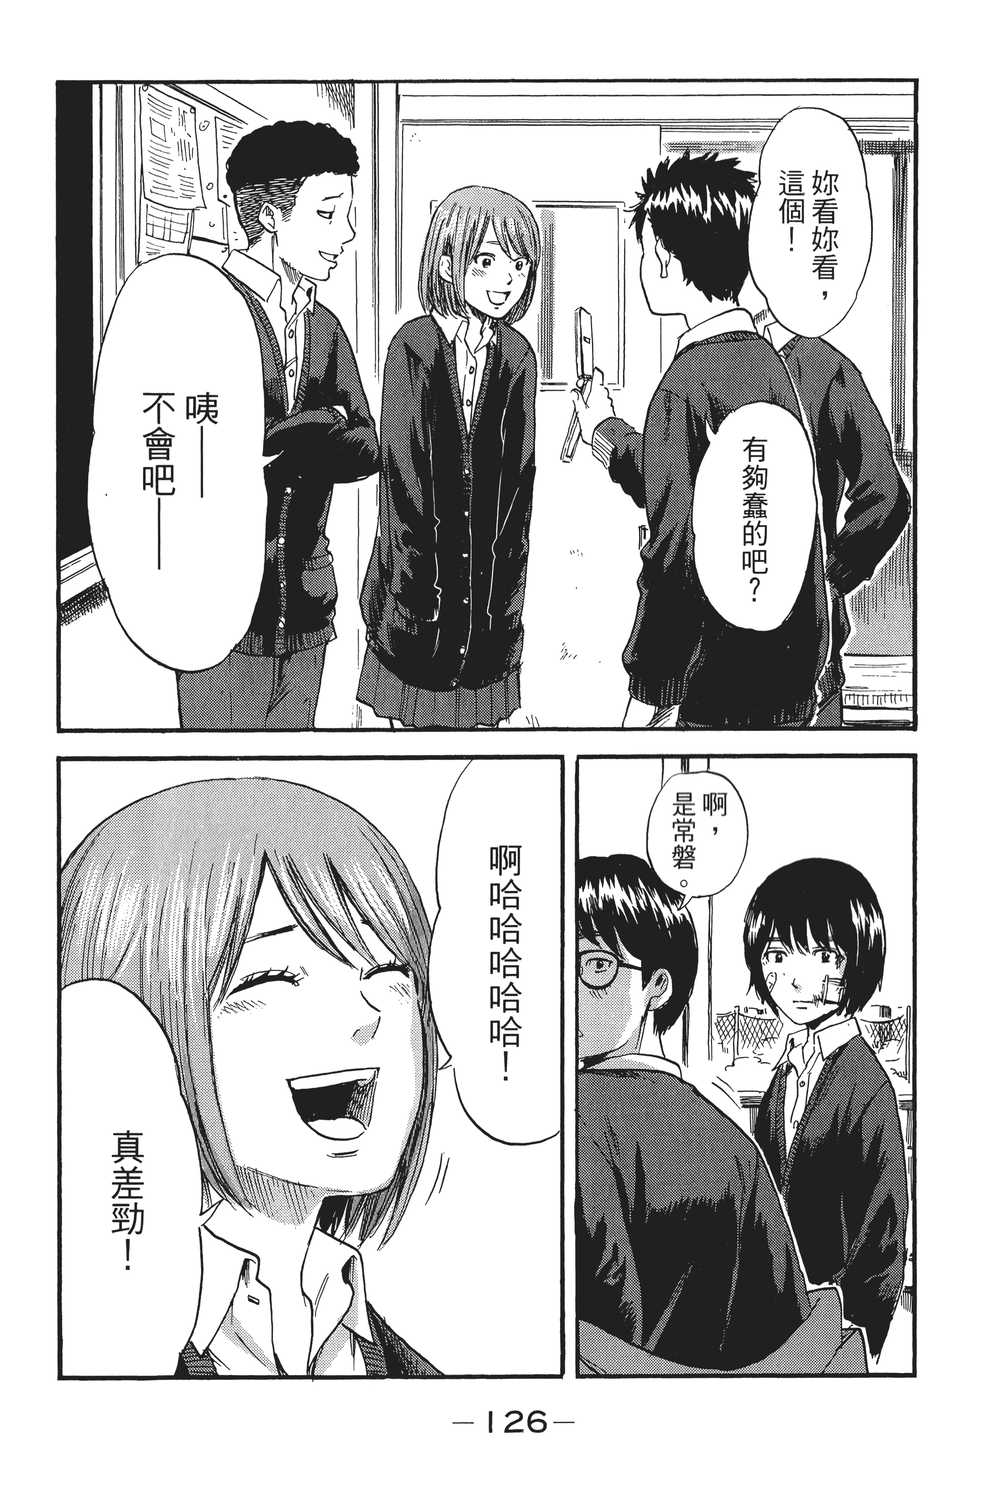 妳看妳看，
這個！
有夠蠢的吧？
咦——
不會吧——
啊，
是常磐。
啊哈哈哈哈哈！
真差勁！
—126—